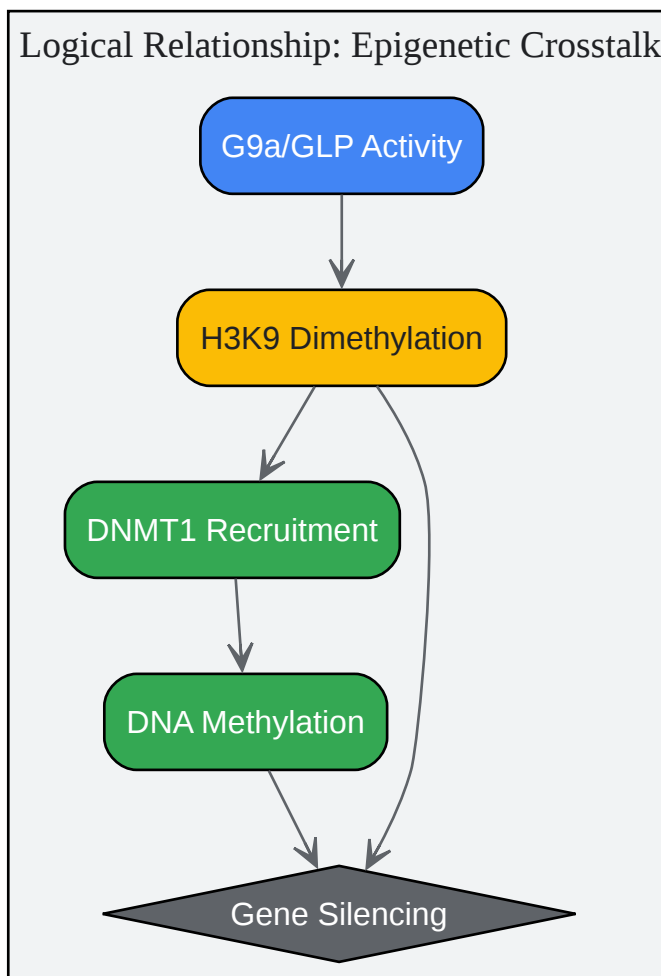 Logical Relationship: Epigenetic Crosstalk
G9a/GLP Activity
H3K9 Dimethylation
DNMT1 Recruitment
DNA Methylation
Gene Silencing